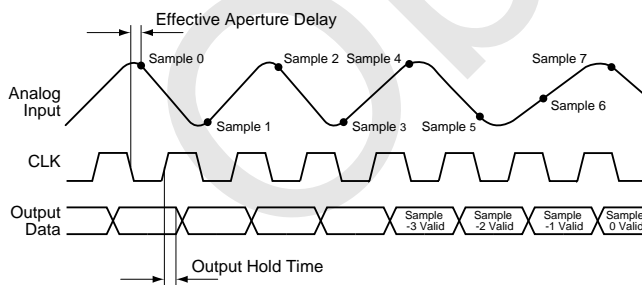 Effective Aperture Delay
Sample 0
Sample 2
Sample 4
Sample 7
Analog
Input
Sample 1
Sample 3
Sample 5
Sample 6
CLK
Output
Data
Sample
-3 Valid
Sample
-2 Valid
Sample
-1 Valid
Sample
0 Valid
Output Hold Time